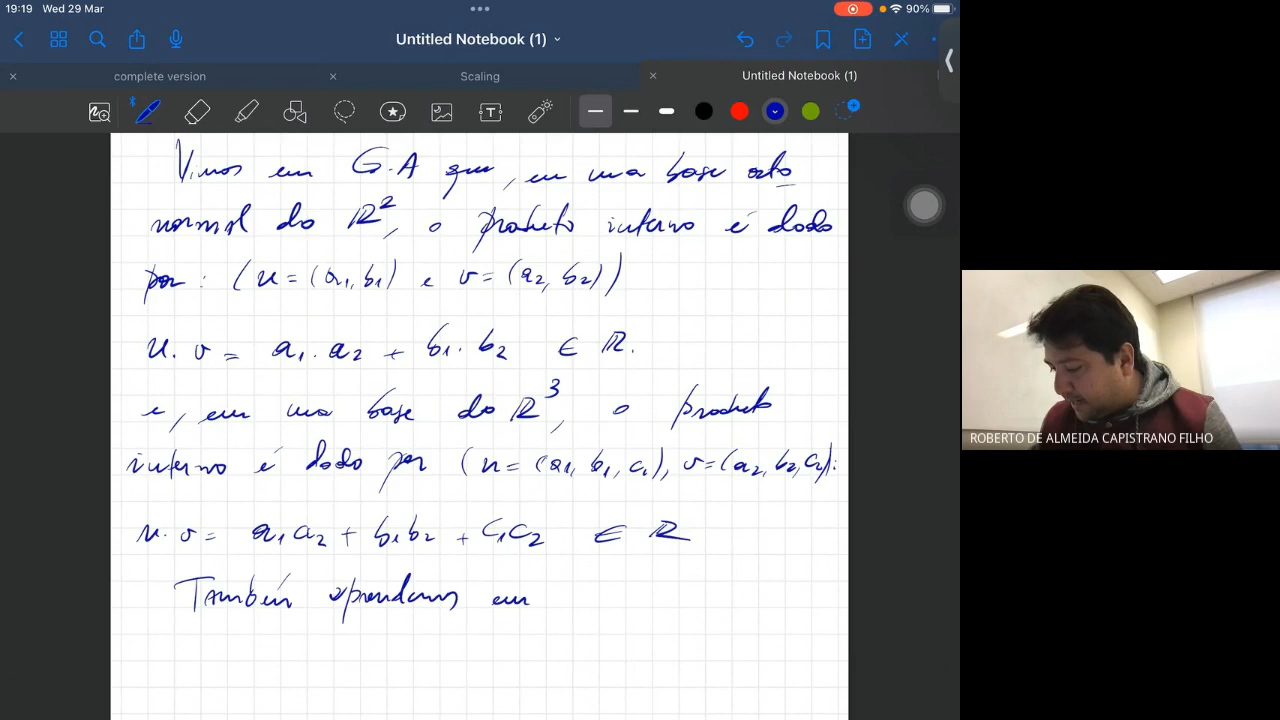 19:19 Wed 29 Mar
90%
Untitled Notebook (1)
complete version
Scaling
Untitled Notebook (1)
Vimos em G.A que, em uma base orto
normal do ℝ², o produto interno é dado
por: (u = (a₁, b₁) e v = (a₂, b₂))
u.v = a₁.a₂ + b₁.b₂ ∈ ℝ.
e, em uma base do ℝ³, o produto
interno é dado por (u = (a₁, b₁, c₁), v = (a₂, b₂, c₂):
u.v = a₁a₂ + b₁b₂ + c₁c₂ ∈ ℝ
Também aprendemos em
ROBERTO DE ALMEIDA CAPISTRANO FILHO